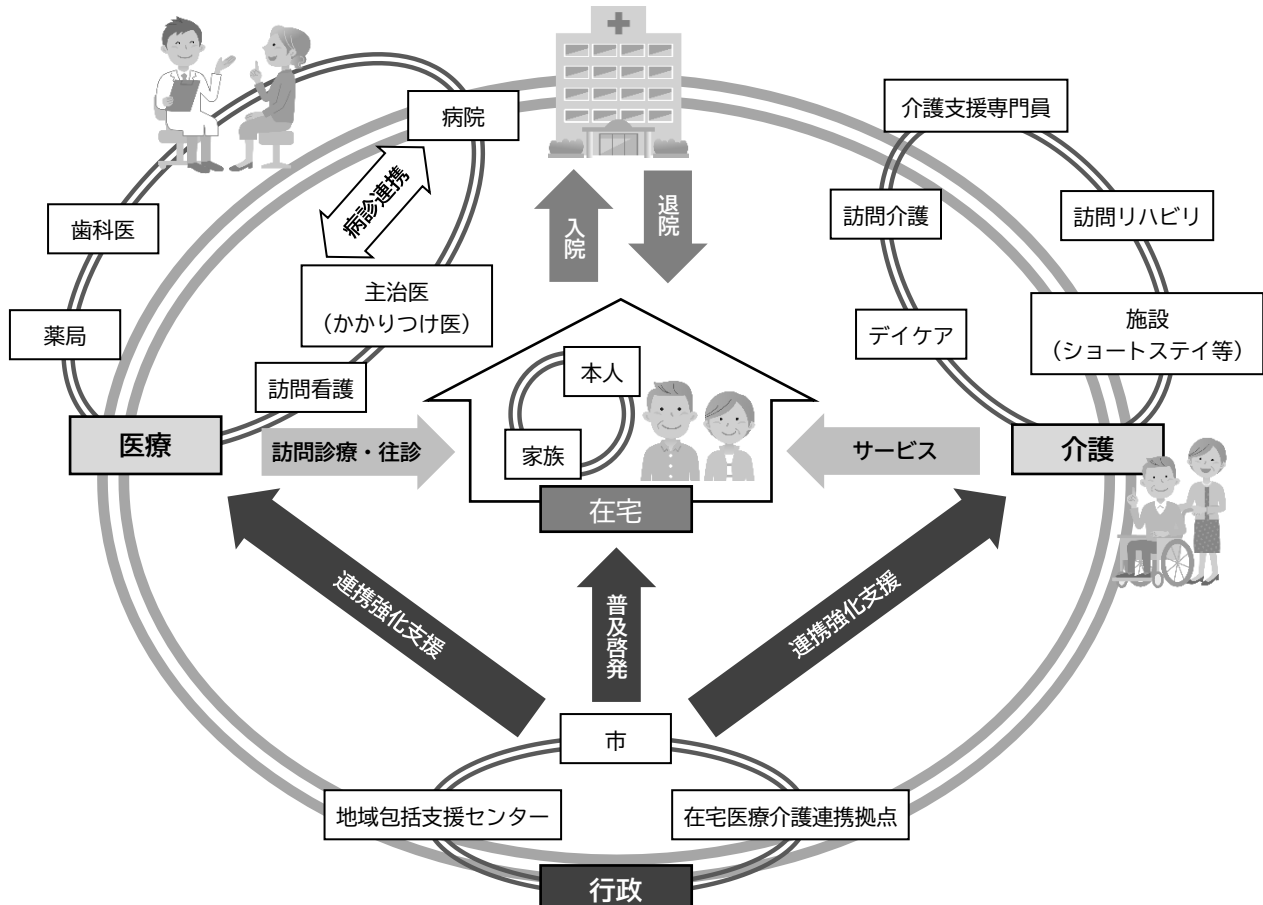 病院
介護支援専門員
病診連携
歯科医
入院
退院
訪問介護
訪問リハビリ
主治医
（かかりつけ医）
薬局
デイケア
施設
（ショートステイ等）
訪問看護
本人
家族
医療
訪問診療・往診
サービス
介護
在宅
連携強化支援
普及啓発
連携強化支援
市
地域包括支援センター
在宅医療介護連携拠点
行政